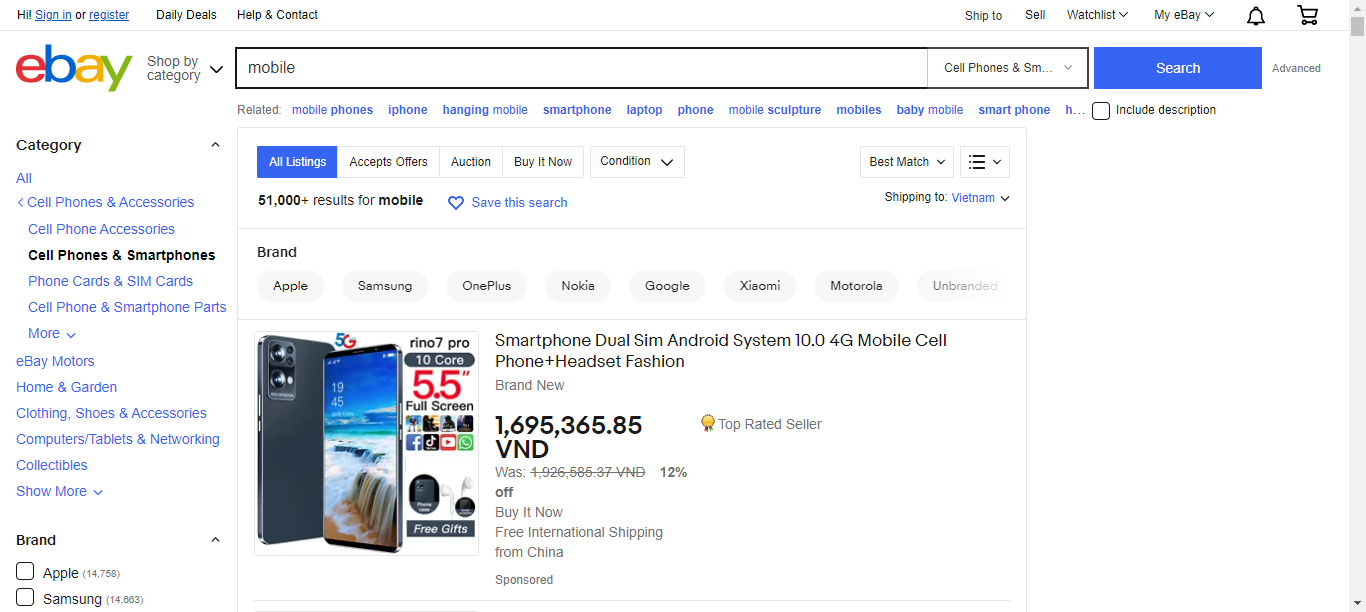 Hi! Sign in or register Daily Deals Help & Contact Ship to Sell Watchlist My eBay
ebay Shop by category mobile Cell Phones & Sm... Search Advanced
Related: mobile phones iphone hanging mobile smartphone laptop phone mobile sculpture mobiles baby mobile smart phone h... Include description
Category
All
Cell Phones & Accessories
Cell Phone Accessories
Cell Phones & Smartphones
Phone Cards & SIM Cards
Cell Phone & Smartphone Parts
More
eBay Motors
Home & Garden
Clothing, Shoes & Accessories
Computers/Tablets & Networking
Collectibles
Show More
Brand
Apple (14,758)
Samsung (14,663)
All Listings Accepts Offers Auction Buy It Now Condition Best Match
51,000+ results for mobile Save this search Shipping to: Vietnam
Brand
Apple Samsung OnePlus Nokia Google Xiaomi Motorola Unbranded
5G rino7 pro
10 Core
5.5"
Full Screen
19
45
Phone
case
Free Gifts
Smartphone Dual Sim Android System 10.0 4G Mobile Cell
Phone+Headset Fashion
Brand New
1,695,365.85
VND
Top Rated Seller
Was: 1,926,585.37 VND 12%
off
Buy It Now
Free International Shipping
from China
Sponsored